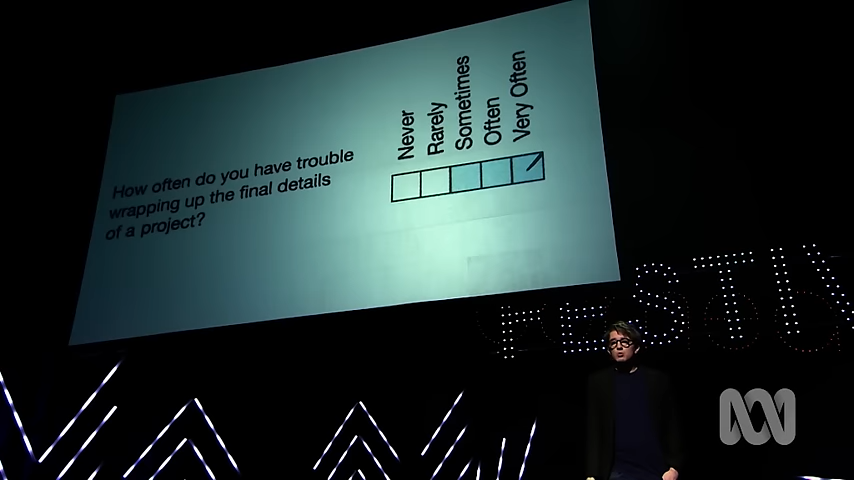 How often do you have trouble
wrapping up the final details
of a project?
Never
Rarely
Sometimes
Often
Very Often
FESTIV